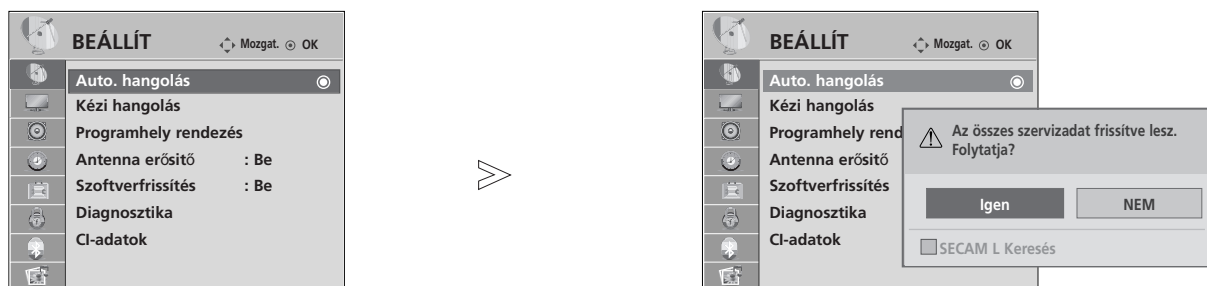 BEÁLLÍT Mozgat. OK
Auto. hangolás
Kézi hangolás
Programhely rendezés
Antenna erősitő : Be
Szoftverfrissítés : Be
Diagnosztika
CI-adatok
BEÁLLÍT Mozgat. OK
Auto. hangolás
Kézi hangolás
Programhely rend
Antenna erősitő
Szoftverfrissítés
Diagnosztika
CI-adatok
Az összes szervizadat frissítve lesz.
Folytatja?
Igen NEM
SECAM L Keresés